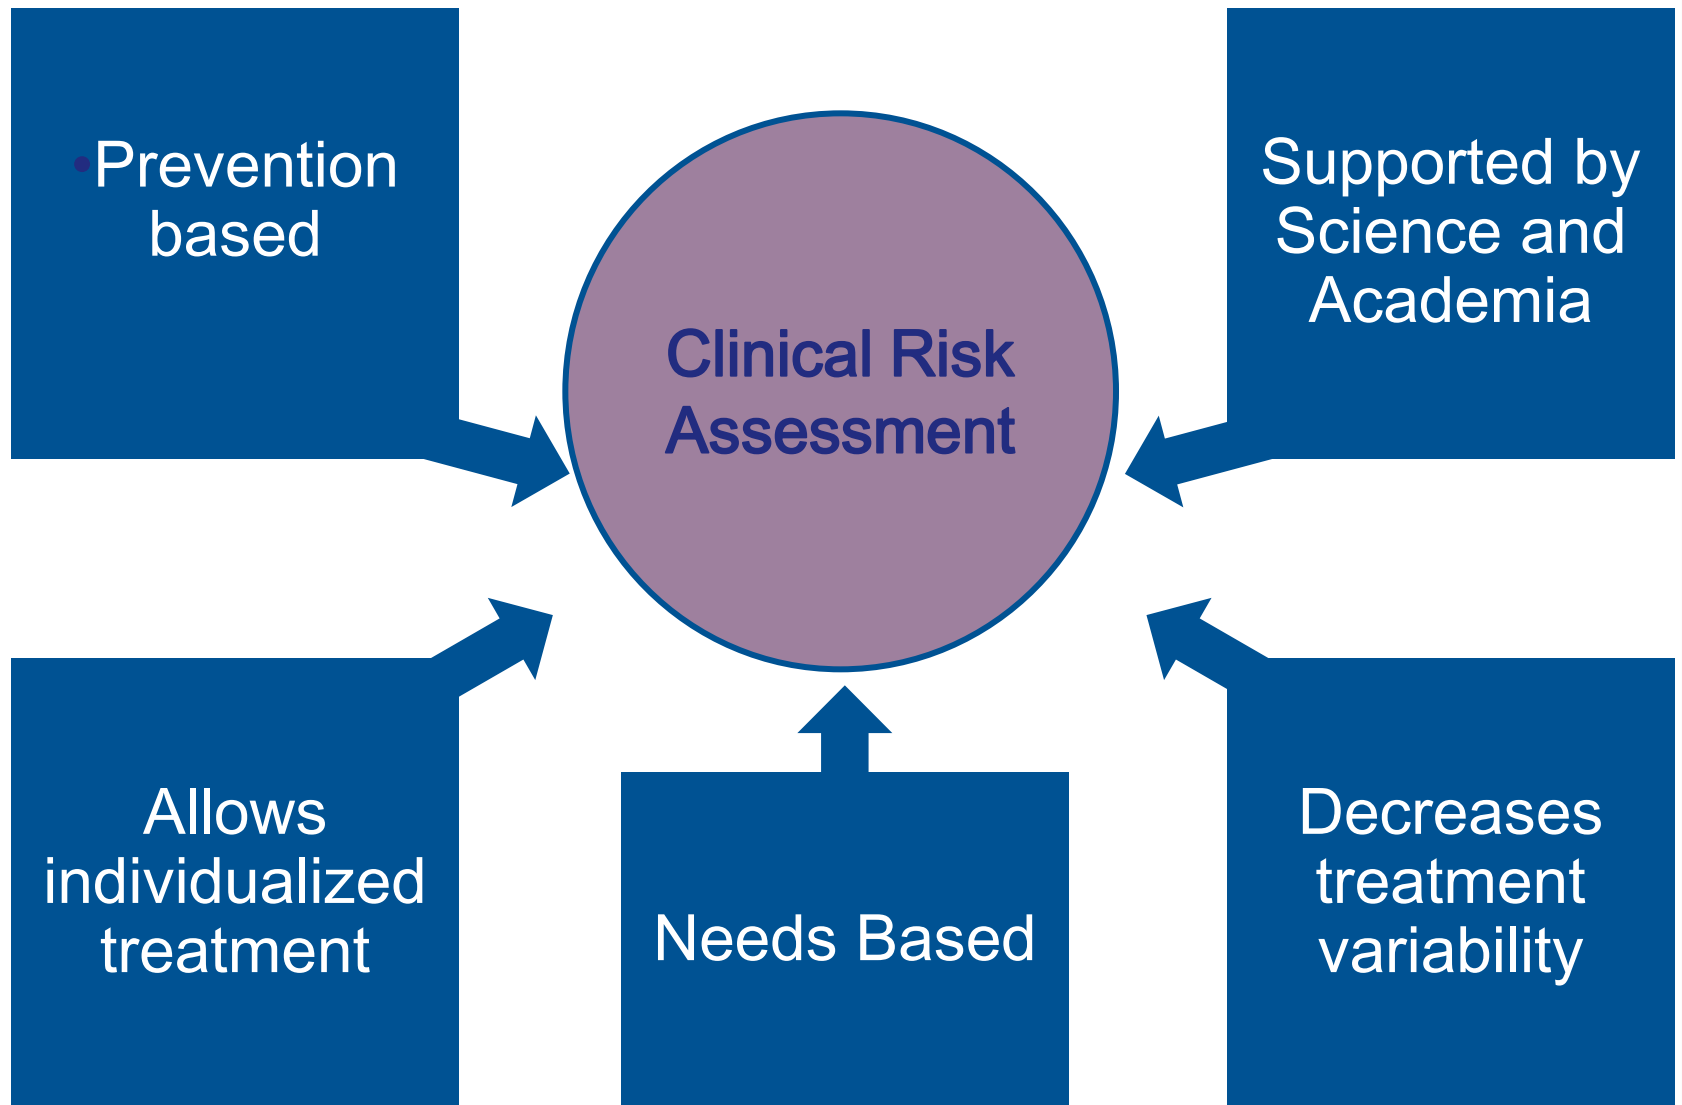 •Prevention
based
Clinical Risk
Assessment
Supported by
Science and
Academia
Allows
individualized
treatment
Needs Based
Decreases
treatment
variability